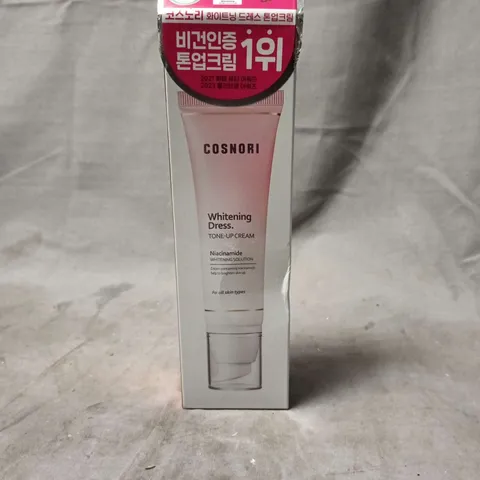 코스노리 화이트닝 드레스 톤업크림
비건인증
톤업크림 1위
COSNORI
Whitening
Dress.
TONE-UP CREAM
Niacinamide
WHITENING SOLUTION
For all skin types